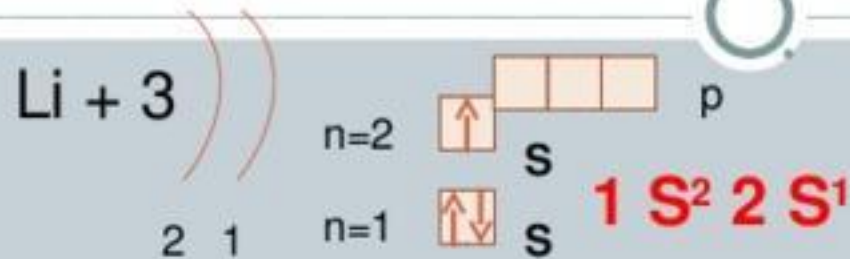 Li + 3
2 1
n=2 ↑ p
s
n=1 ↑↓ s
1 S² 2 S¹